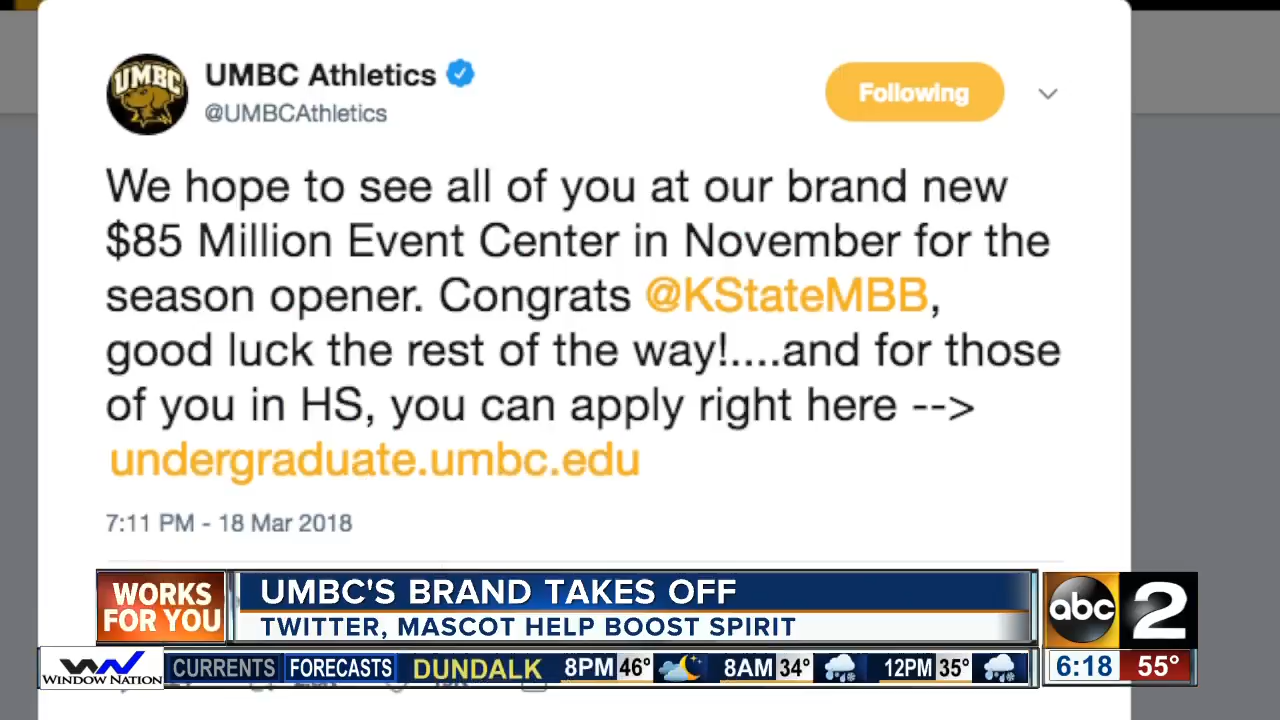 UMBC
UMBC Athletics
@UMBCAthletics
Following
We hope to see all of you at our brand new
$85 Million Event Center in November for the
season opener. Congrats @KStateMBB,
good luck the rest of the way!....and for those
of you in HS, you can apply right here -->
undergraduate.umbc.edu
7:11 PM - 18 Mar 2018
WORKS
FOR YOU
UMBC'S BRAND TAKES OFF
TWITTER, MASCOT HELP BOOST SPIRIT
abc 2
WINDOW NATION
CURRENTS FORECASTS DUNDALK 8PM 46° 8AM 34° 12PM 35°
6:18 55°